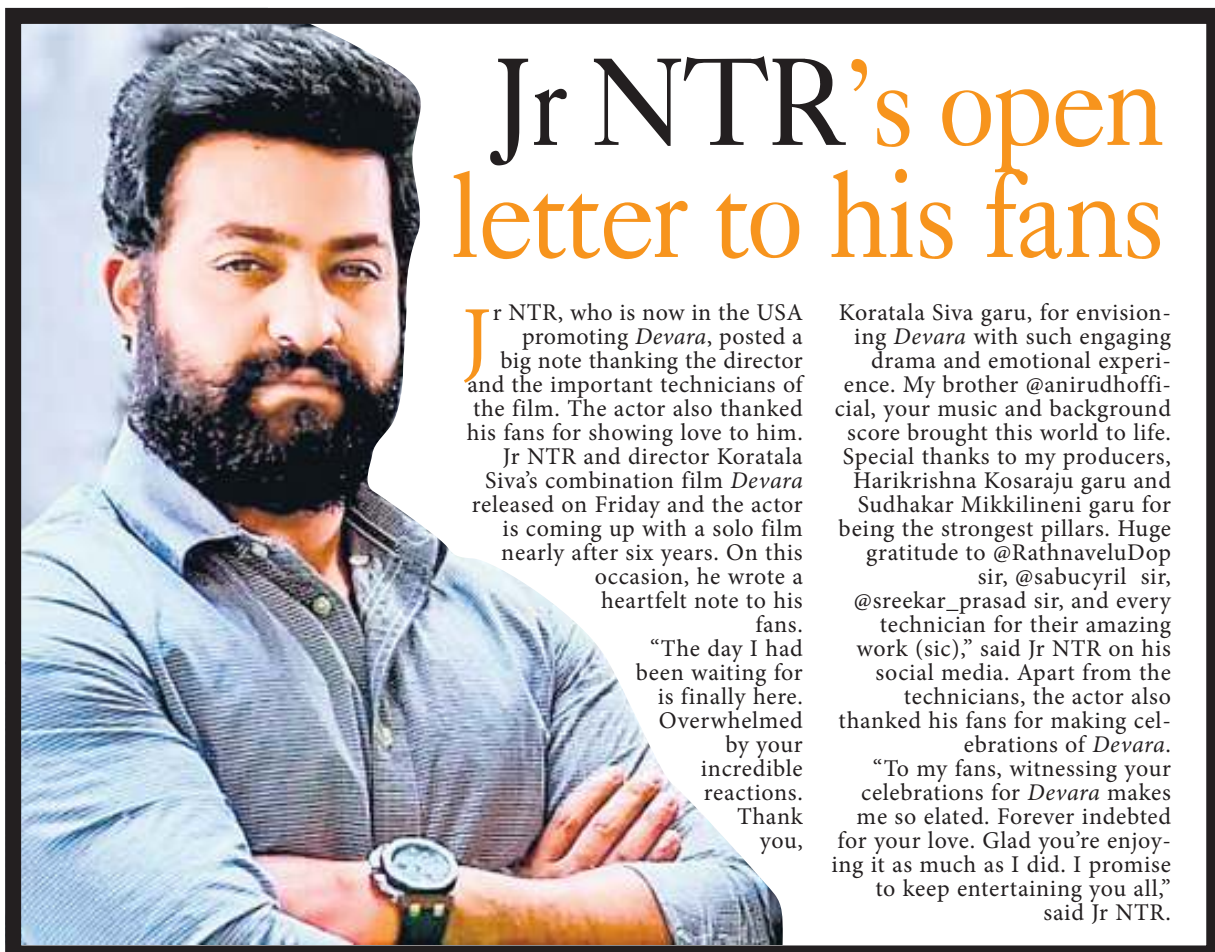 Jr NTR’s open
letter to his fans
Jr NTR, who is now in the USA
promoting Devara, posted a
big note thanking the director
and the important technicians of
the film. The actor also thanked
his fans for showing love to him.
Jr NTR and director Koratala
Siva’s combination film Devara
released on Friday and the actor
is coming up with a solo film
nearly after six years. On this
occasion, he wrote a
heartfelt note to his
fans.
“The day I had
been waiting for
is finally here.
Overwhelmed
by your
incredible
reactions.
Thank
you,
Koratala Siva garu, for envision-
ing Devara with such engaging
drama and emotional experi-
ence. My brother @anirudhoffi-
cial, your music and background
score brought this world to life.
Special thanks to my producers,
Harikrishna Kosaraju garu and
Sudhakar Mikkilineni garu for
being the strongest pillars. Huge
gratitude to @RathnaveluDop
sir, @sabucyril sir,
@sreekar_prasad sir, and every
technician for their amazing
work (sic),” said Jr NTR on his
social media. Apart from the
technicians, the actor also
thanked his fans for making cel-
ebrations of Devara.
“To my fans, witnessing your
celebrations for Devara makes
me so elated. Forever indebted
for your love. Glad you’re enjoy-
ing it as much as I did. I promise
to keep entertaining you all,”
said Jr NTR.